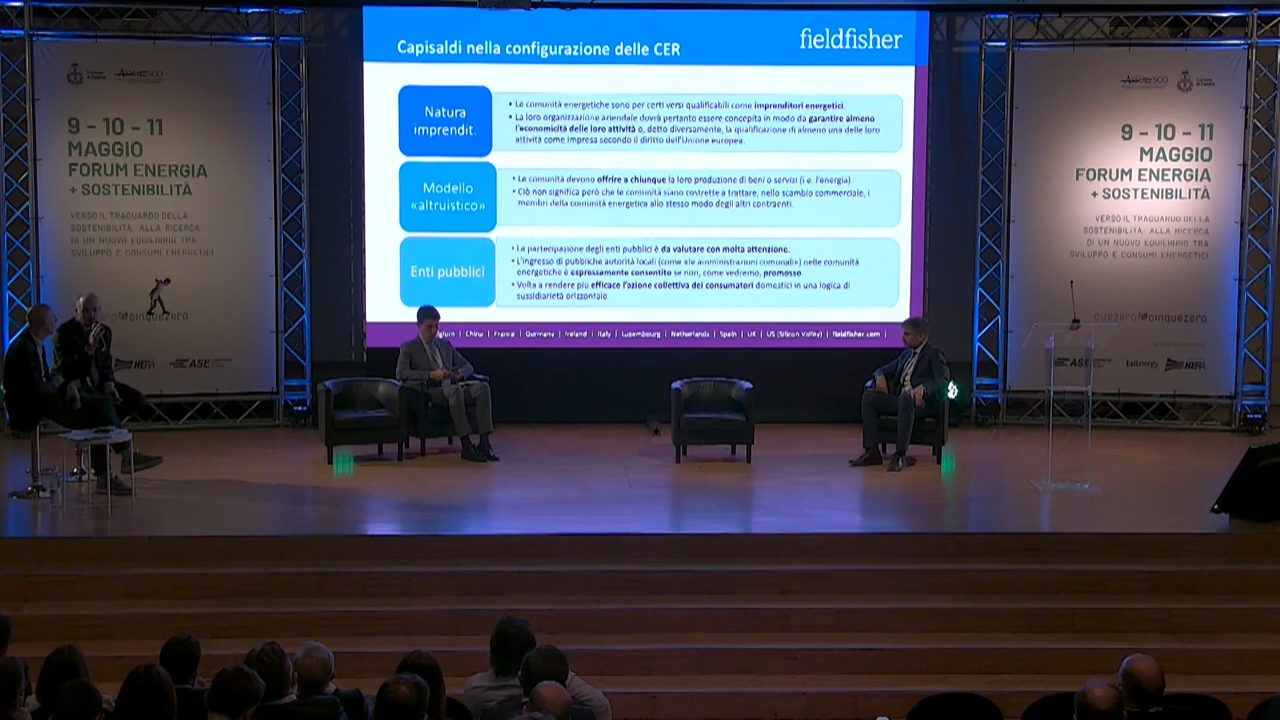 Capisaldi nella configurazione delle CER
fieldfisher
Natura
imprendit.
• Le comunità energetiche sono per certi versi qualificabili come imprenditori energetici.
• La loro organizzazione aziendale dovrà pertanto essere concepita in modo da garantire almeno
l'economicità delle loro attività o, detto diversamente, la qualificazione di almeno una delle loro
attività come impresa secondo il diritto dell'Unione europea.
Modello
«altruistico»
• Le comunità devono offrire a chiunque la loro produzione di beni o servizi (i.e. l'energia).
• Ciò non significa però che le comunità siano costrette a trattare, nello scambio commerciale, i
membri della comunità energetica allo stesso modo degli altri contraenti.
Enti pubblici
• La partecipazione degli enti pubblici è da valutare con molta attenzione.
• L'ingresso di pubbliche autorità locali (come «le amministrazioni comunali») nelle comunità
energetiche è espressamente consentito se non, come vedremo, promosso.
• Volta a rendere più efficace l'azione collettiva dei consumatori domestici in una logica di
sussidiarietà orizzontale
| China | France | Germany | Ireland | Italy | Luxembourg | Netherlands | Spain | UK | US (Silicon Valley) | fieldfisher.com |
9 - 10 - 11
MAGGIO
FORUM ENERGIA
+ SOSTENIBILITÀ
VERSO IL TRAGUARDO DELLA
SOSTENIBILITÀ: ALLA RICERCA
DI UN NUOVO EQUILIBRIO TRA
SVILUPPO E CONSUMI ENERGETICI
cinquezero
HERA
ASE
9 - 10 - 11
MAGGIO
FORUM ENERGIA
+ SOSTENIBILITÀ
VERSO IL TRAGUARDO DELLA
SOSTENIBILITÀ: ALLA RICERCA
DI UN NUOVO EQUILIBRIO TRA
SVILUPPO E CONSUMI ENERGETICI
duezero cinquezero
ASE
HERA